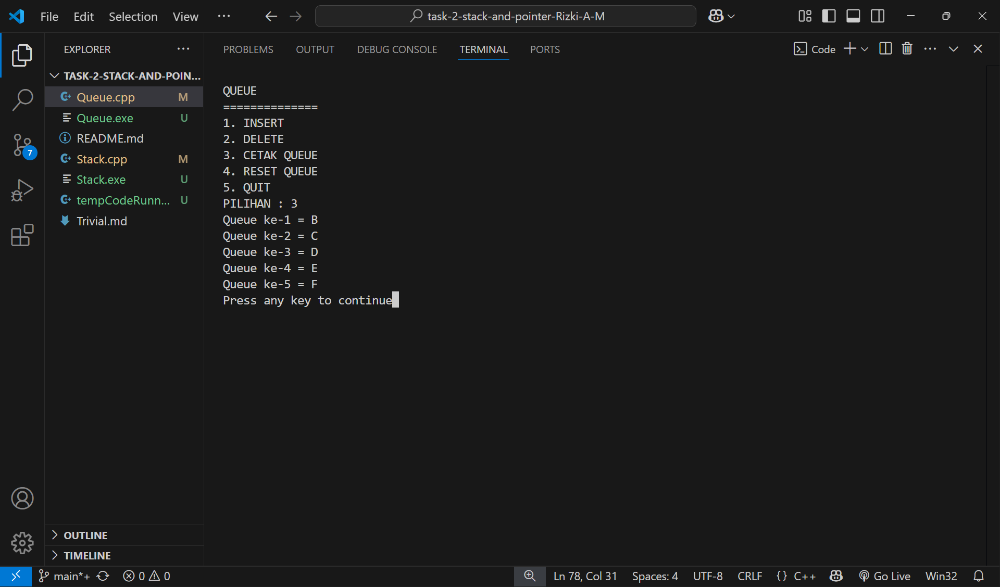 File Edit Selection View ···
task-2-stack-and-pointer-Rizki-A-M
EXPLORER ···
TASK-2-STACK-AND-POIN...
Queue.cpp M
Queue.exe U
README.md
Stack.cpp M
Stack.exe U
tempCodeRunn... U
Trivial.md
7
OUTLINE
TIMELINE
PROBLEMS OUTPUT DEBUG CONSOLE TERMINAL PORTS
Code
QUEUE
==============
1. INSERT
2. DELETE
3. CETAK QUEUE
4. RESET QUEUE
5. QUIT
PILIHAN : 3
Queue ke-1 = B
Queue ke-2 = C
Queue ke-3 = D
Queue ke-4 = E
Queue ke-5 = F
Press any key to continue
main*+ 0 0 Ln 78, Col 31 Spaces: 4 UTF-8 CRLF {} C++ Go Live Win32